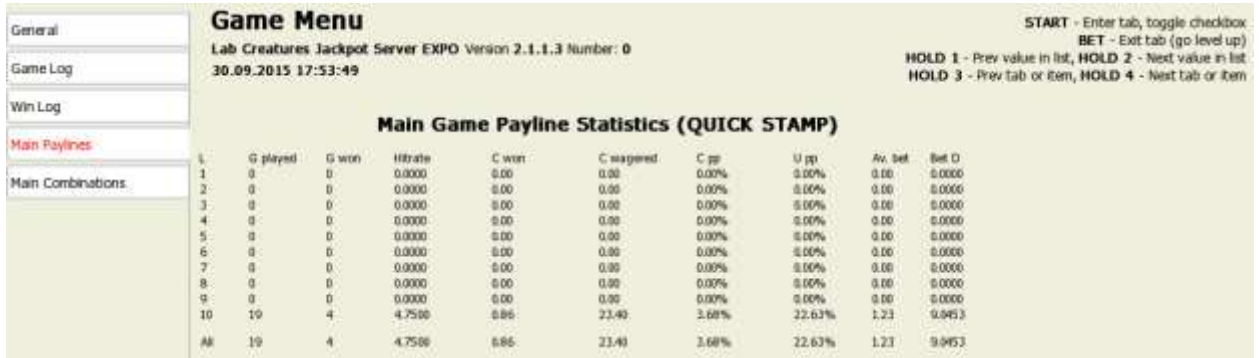 General
Game Log
Win Log
Main Paylines
Main Combinations
Game Menu
Lab Creatures Jackpot Server EXPO Version 2.1.1.3 Number: 0
30.09.2015 17:53:49
START - Enter tab, toggle checkbox
BET - Exit tab (go level up)
HOLD 1 - Prev value in list, HOLD 2 - Next value in list
HOLD 3 - Prev tab or item, HOLD 4 - Next tab or item
Main Game Payline Statistics (QUICK STAMP)
L G played G won Hitrate C won C wagered C pp U pp Av. bet Bet D
1 0 0 0.0000 0.00 0.00 0.00% 0.00% 0.00 0.0000
2 0 0 0.0000 0.00 0.00 0.00% 0.00% 0.00 0.0000
3 0 0 0.0000 0.00 0.00 0.00% 0.00% 0.00 0.0000
4 0 0 0.0000 0.00 0.00 0.00% 0.00% 0.00 0.0000
5 0 0 0.0000 0.00 0.00 0.00% 0.00% 0.00 0.0000
6 0 0 0.0000 0.00 0.00 0.00% 0.00% 0.00 0.0000
7 0 0 0.0000 0.00 0.00 0.00% 0.00% 0.00 0.0000
8 0 0 0.0000 0.00 0.00 0.00% 0.00% 0.00 0.0000
9 0 0 0.0000 0.00 0.00 0.00% 0.00% 0.00 0.0000
10 19 4 4.7500 0.86 23.40 3.68% 22.63% 1.23 9.0453
All 19 4 4.7500 0.86 23.40 3.68% 22.63% 1.23 9.0453